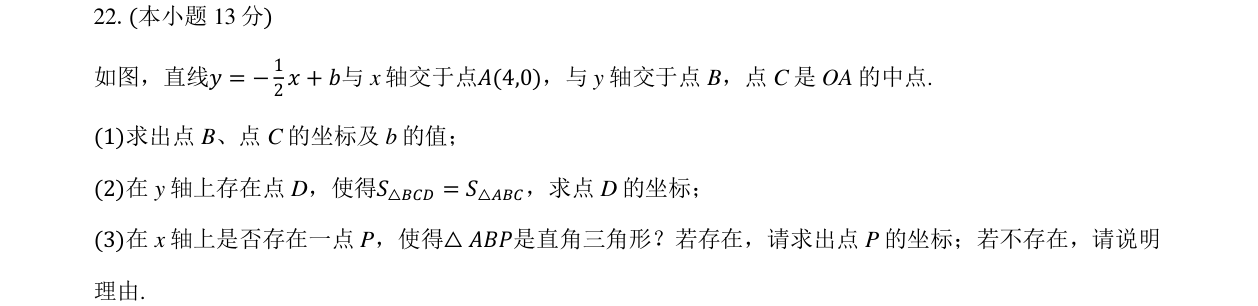 22. (本小题 13 分)
如图，直线y = −\frac{1}{2}x + b与 x 轴交于点A(4,0)，与 y 轴交于点 B，点 C 是 OA 的中点.
(1)求出点 B、点 C 的坐标及 b 的值；
(2)在 y 轴上存在点 D，使得S△BCD = S△ABC，求点 D 的坐标；
(3)在 x 轴上是否存在一点 P，使得△ ABP是直角三角形？若存在，请求出点 P 的坐标；若不存在，请说明
理由.